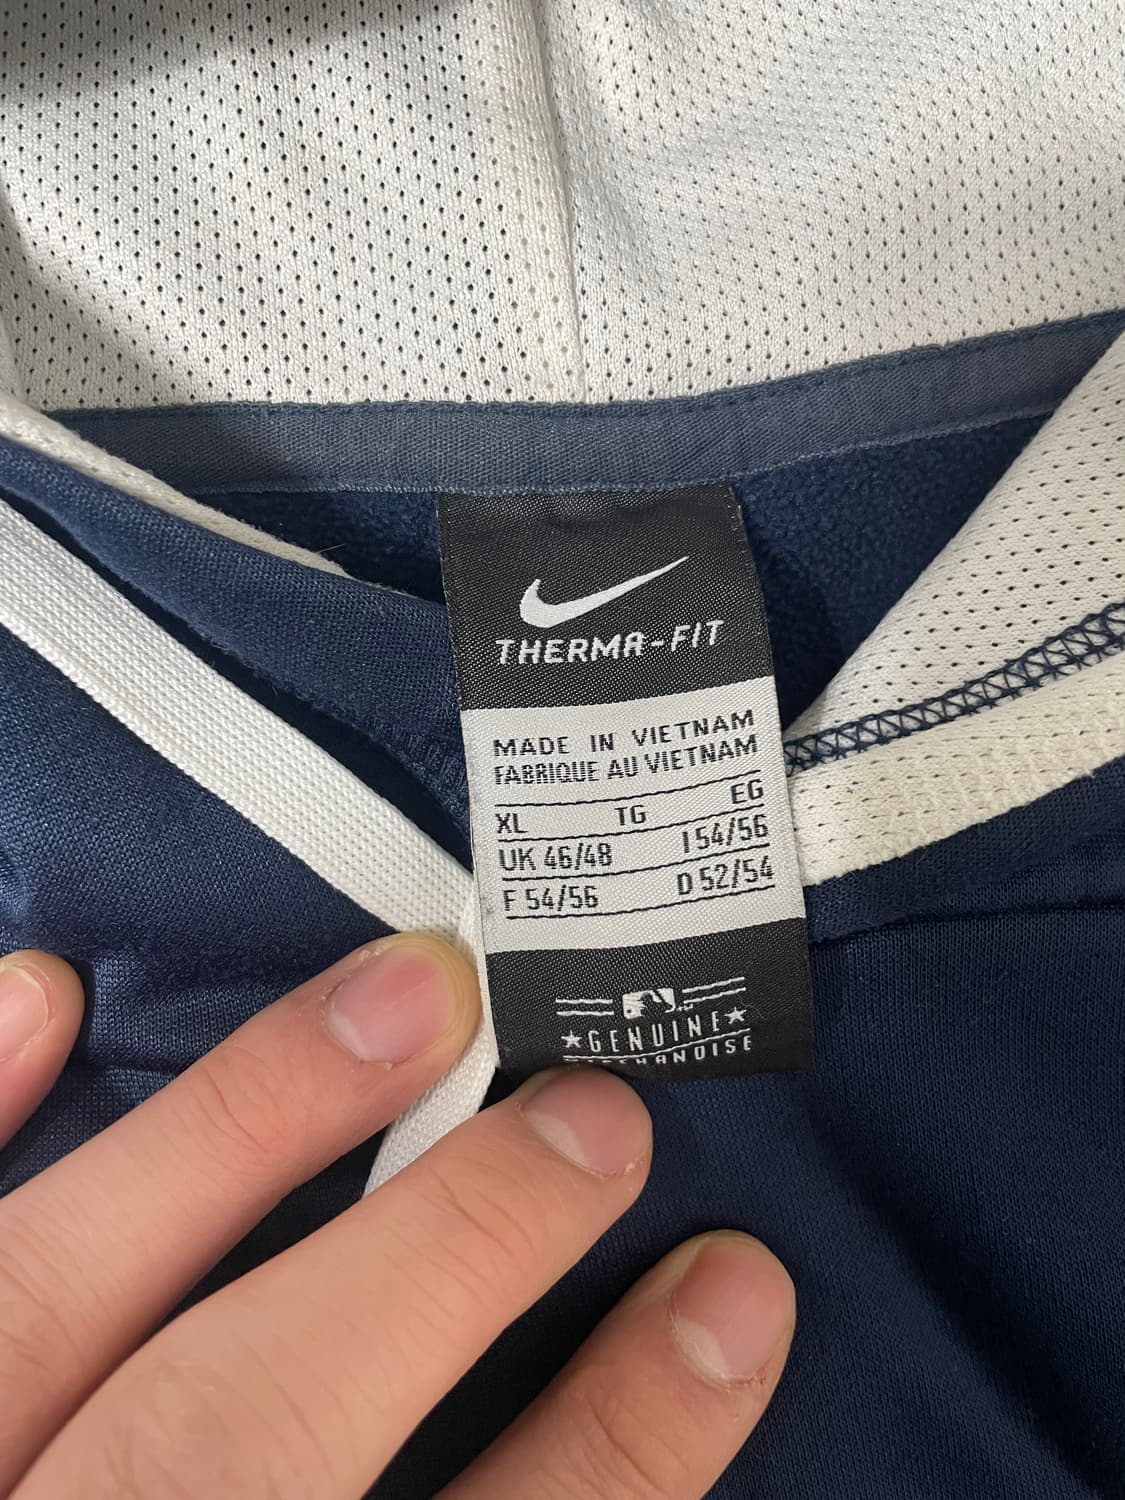 THERMA-FIT
MADE IN VIETNAM
FABRIQUE AU VIETNAM
XL TG EG
UK 46/48 I 54/56
F 54/56 D 52/54
GENUINE
MERCHANDISE